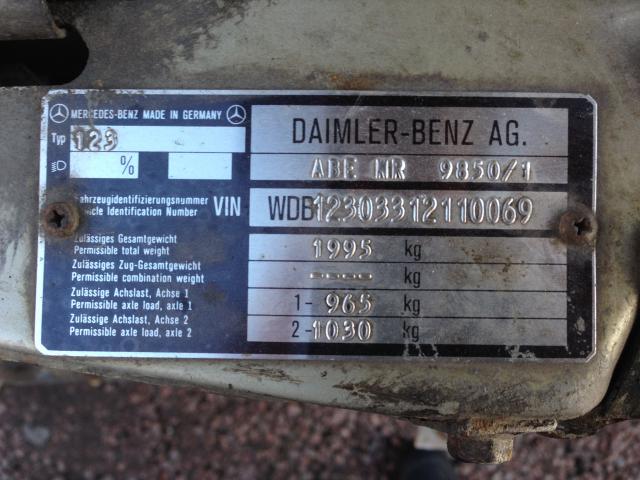 MERCEDES-BENZ MADE IN GERMANY
Typ 123
%
DAIMLER-BENZ AG.
ABE NR 9850/1
Fahrzeugidentifizierungsnummer
Vehicle Identification Number VIN WDB12303312110069
Zulässiges Gesamtgewicht
Permissible total weight 1995 kg
Zulässiges Zug-Gesamtgewicht
Permissible combination weight ---- kg
Zulässige Achslast, Achse 1
Permissible axle load, axle 1 1- 965 kg
Zulässige Achslast, Achse 2
Permissible axle load, axle 2 2- 1030 kg